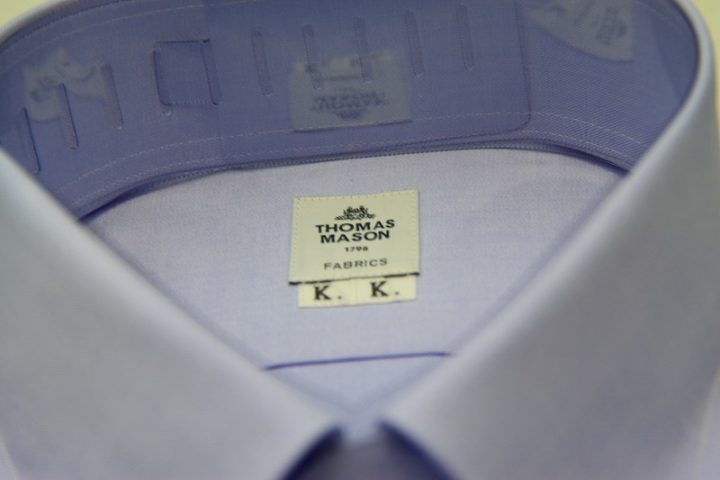 THOMAS
MASON
1796
FABRICS
K. K.